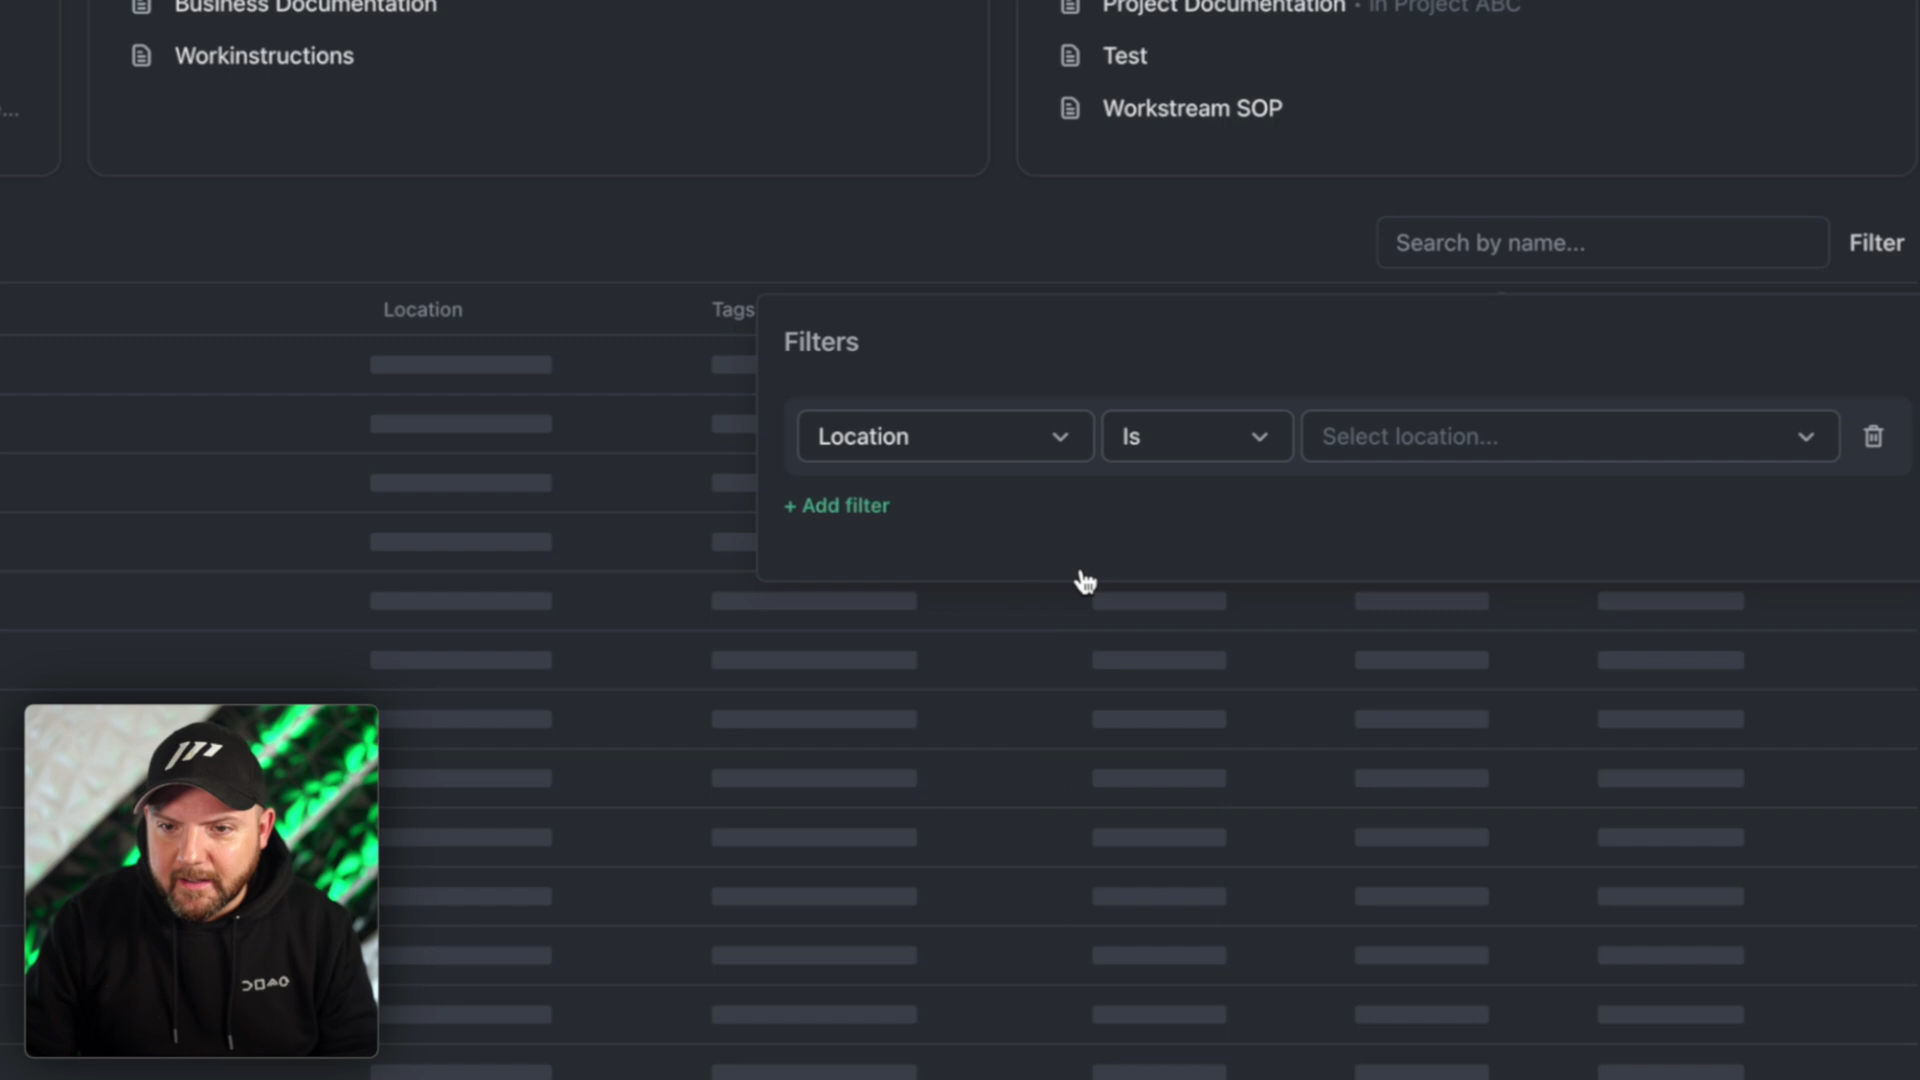 Business Documentation
Workinstructions
Project Documentation • In Project ABC
Test
Workstream SOP
Search by name...
Filter
Location
Tags
Filters
Location
Is
Select location...
+ Add filter